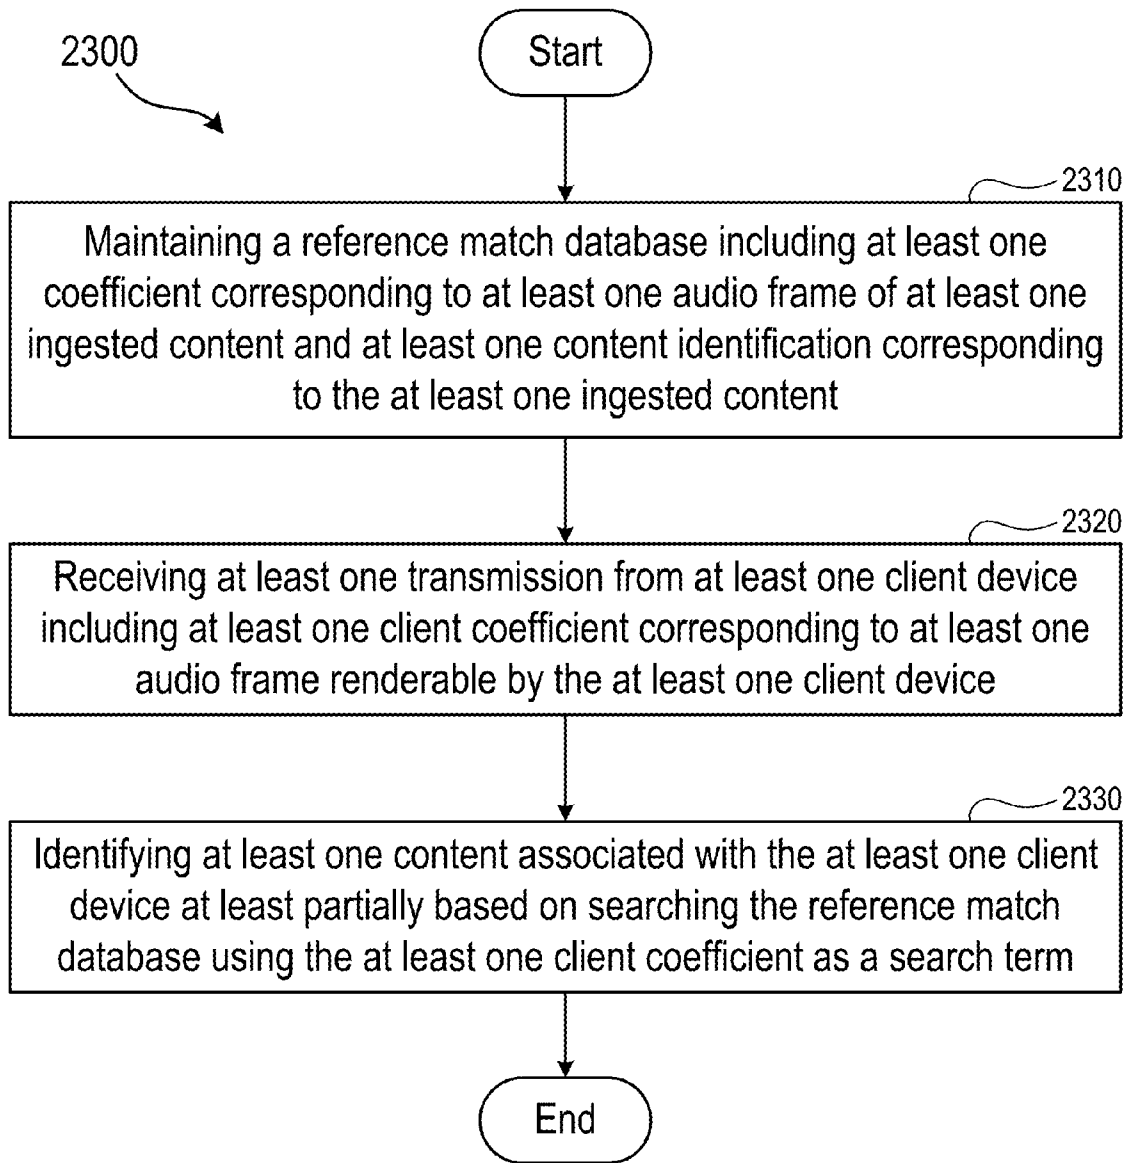 2300
Start
2310
Maintaining a reference match database including at least one
coefficient corresponding to at least one audio frame of at least one
ingested content and at least one content identification corresponding
to the at least one ingested content
2320
Receiving at least one transmission from at least one client device
including at least one client coefficient corresponding to at least one
audio frame renderable by the at least one client device
2330
Identifying at least one content associated with the at least one client
device at least partially based on searching the reference match
database using the at least one client coefficient as a search term
End